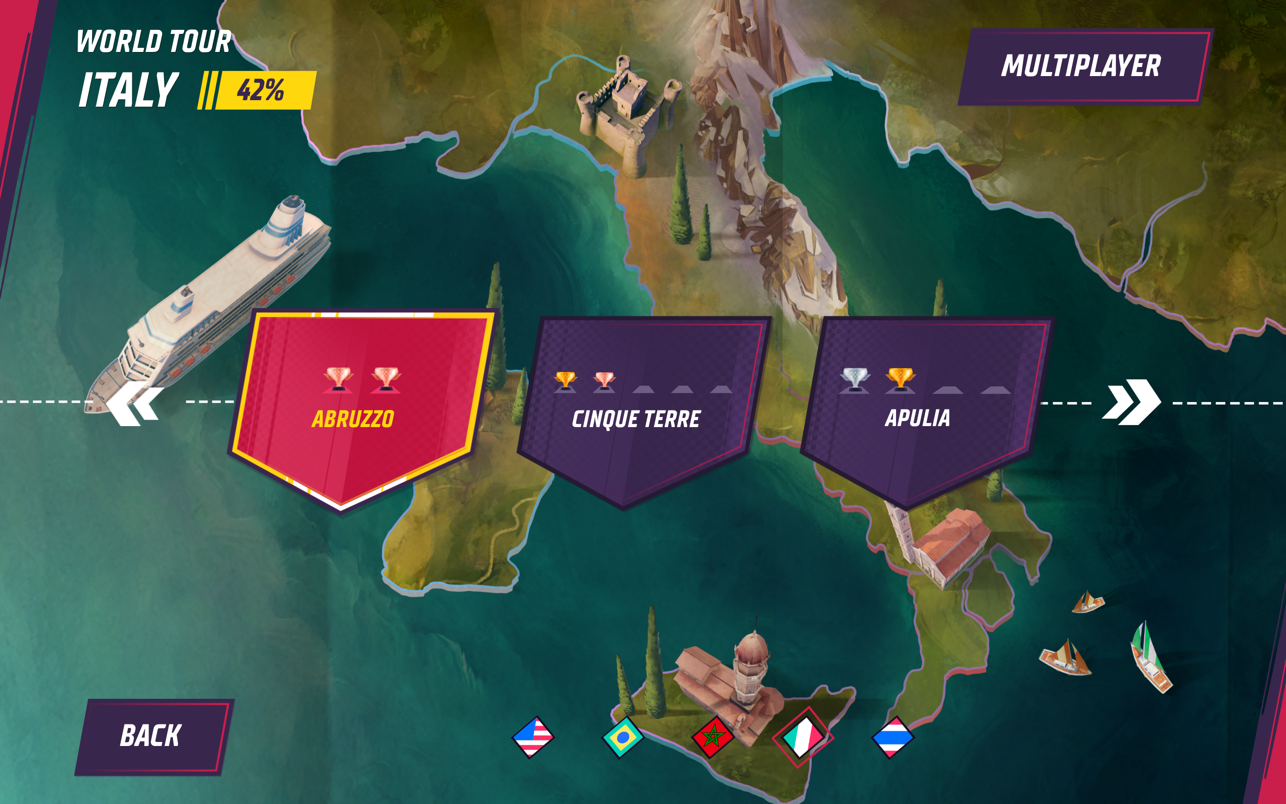 WORLD TOUR
ITALY 42%
MULTIPLAYER
ABRUZZO
CINQUE TERRE
APULIA
BACK